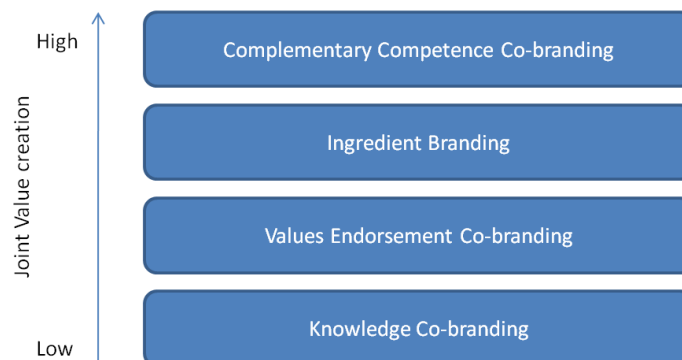 High
Complementary Competence Co-branding
Ingredient Branding
Joint Value creation
Values Endorsement Co-branding
Knowledge Co-branding
Low